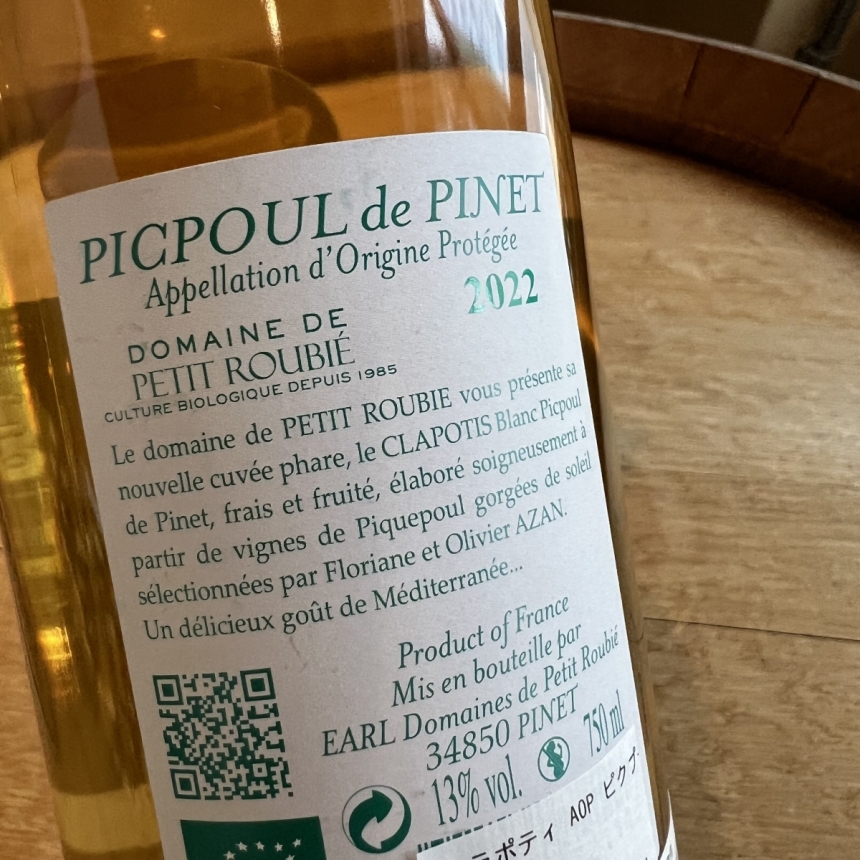 PICPOUL de PINET
Appellation d'Origine Protégée
2022
DOMAINE DE
PETIT ROUBIÉ
CULTURE BIOLOGIQUE DEPUIS 1985
Le domaine de PETIT ROUBIE vous présente sa
nouvelle cuvée phare, le CLAPOTIS Blanc Picpoul
de Pinet, frais et fruité, élaboré soigneusement à
partir de vignes de Piquepoul gorgées de soleil
sélectionnées par Floriane et Olivier AZAN.
Un délicieux goût de Méditerranée...
Product of France
Mis en bouteille par
EARL Domaines de Petit Roubié
34850 PINET
13% vol. 750 ml
ラポティ AOP ピクプ